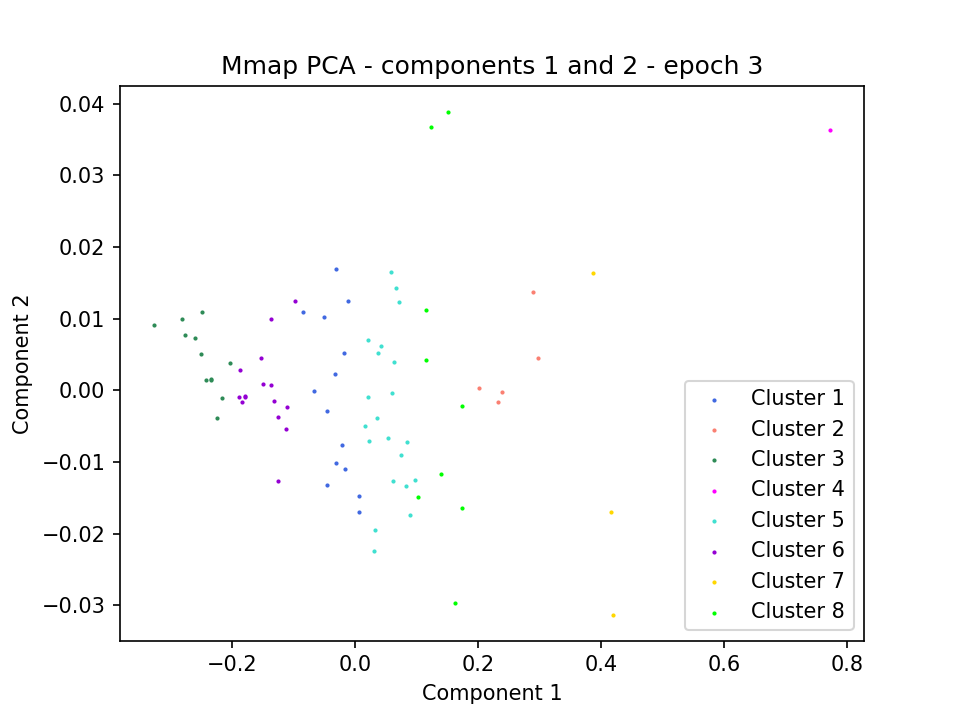 Mmap PCA - components 1 and 2 - epoch 3
0.04
0.03
0.02
0.01
0.00
−0.01
−0.02
−0.03
Component 2
−0.2
0.0
0.2
0.4
0.6
0.8
Component 1
Cluster 1
Cluster 2
Cluster 3
Cluster 4
Cluster 5
Cluster 6
Cluster 7
Cluster 8